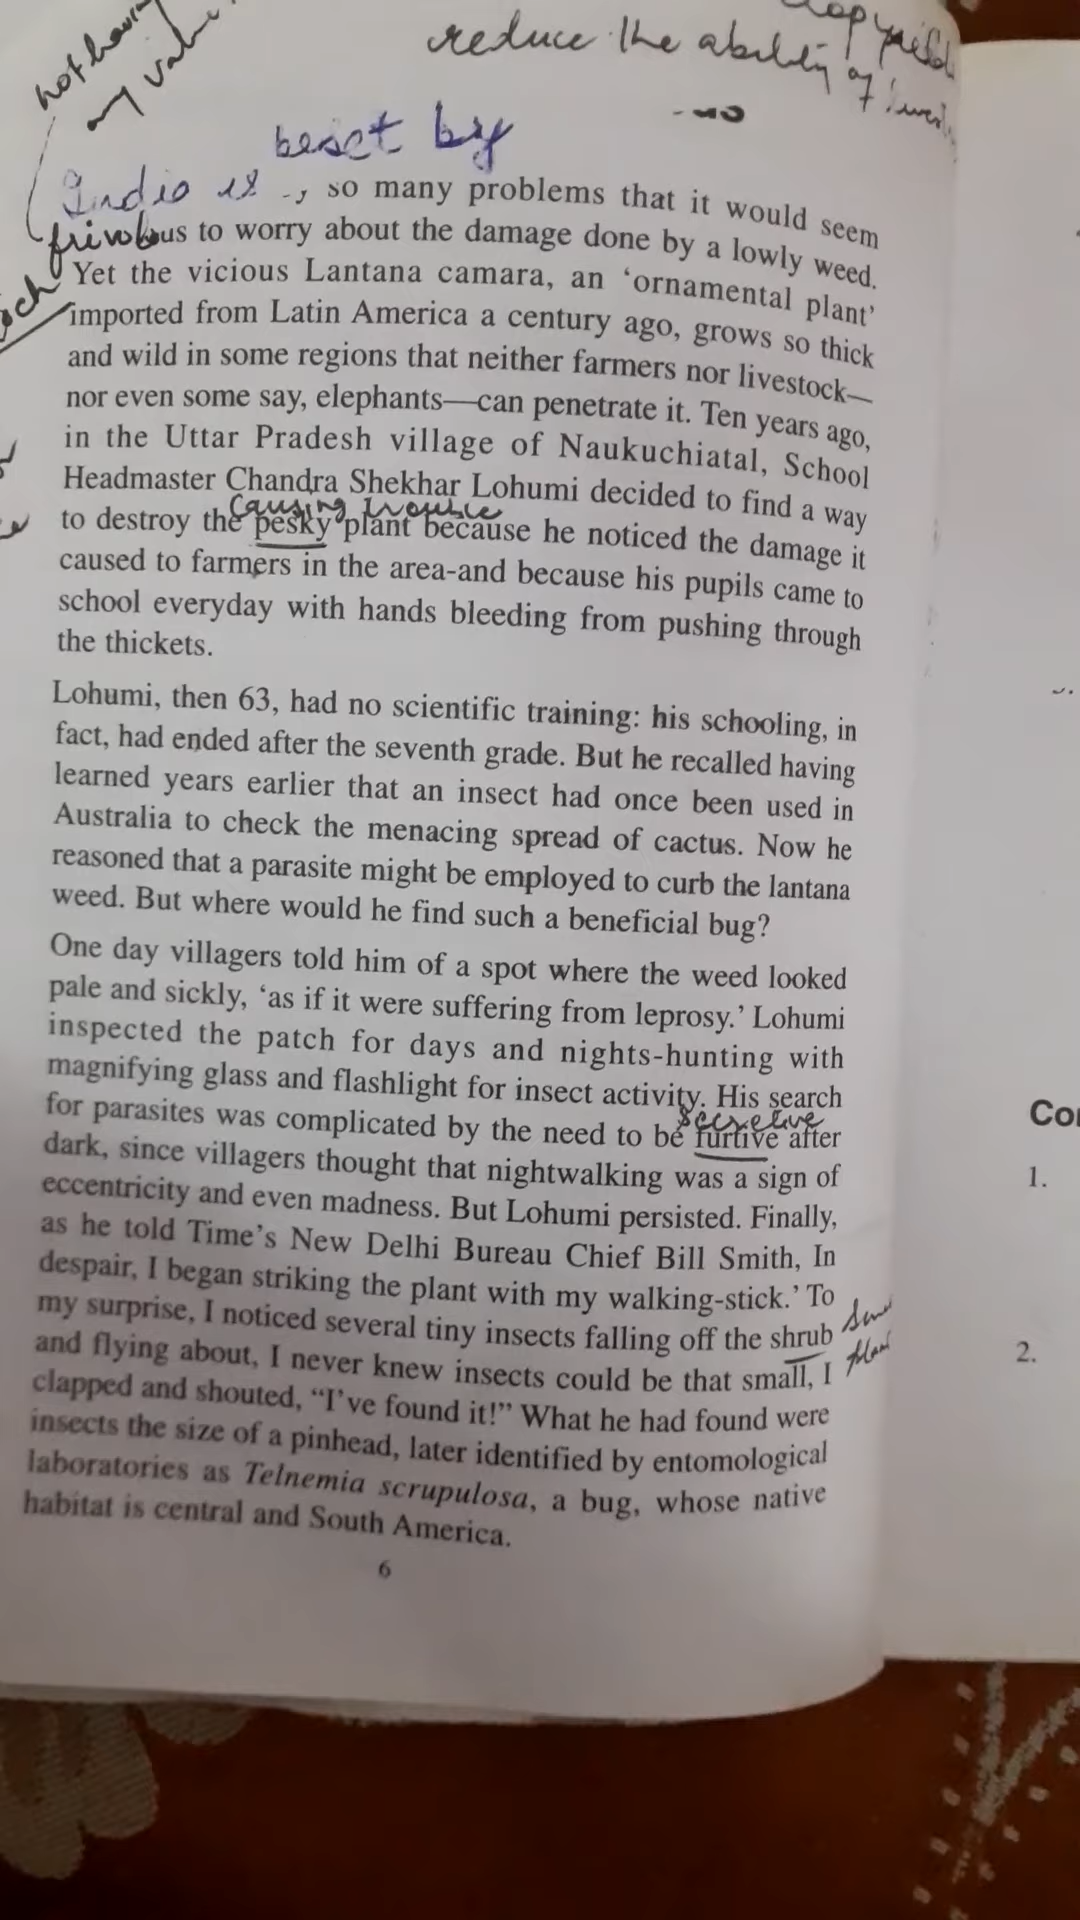 not having
any value
crop yield
reduce the ability of
beset by
India is so many problems that it would seem
frivolous to worry about the damage done by a lowly weed.
Yet the vicious Lantana camara, an ‘ornamental plant’
imported from Latin America a century ago, grows so thick
and wild in some regions that neither farmers nor livestock—
nor even some say, elephants—can penetrate it. Ten years ago,
in the Uttar Pradesh village of Naukuchiatal, School
Headmaster Chandra Shekhar Lohumi decided to find a way
causing trouble
to destroy the pesky plant because he noticed the damage it
caused to farmers in the area-and because his pupils came to
school everyday with hands bleeding from pushing through
the thickets.
Lohumi, then 63, had no scientific training: his schooling, in
fact, had ended after the seventh grade. But he recalled having
learned years earlier that an insect had once been used in
Australia to check the menacing spread of cactus. Now he
reasoned that a parasite might be employed to curb the lantana
weed. But where would he find such a beneficial bug?
One day villagers told him of a spot where the weed looked
pale and sickly, ‘as if it were suffering from leprosy.’ Lohumi
inspected the patch for days and nights-hunting with
magnifying glass and flashlight for insect activity. His search
secretive
for parasites was complicated by the need to be furtive after
dark, since villagers thought that nightwalking was a sign of
eccentricity and even madness. But Lohumi persisted. Finally,
as he told Time’s New Delhi Bureau Chief Bill Smith, In
despair, I began striking the plant with my walking-stick.’ To
my surprise, I noticed several tiny insects falling off the shrub
and flying about, I never knew insects could be that small, I
clapped and shouted, “I’ve found it!” What he had found were
insects the size of a pinhead, later identified by entomological
laboratories as Telnemia scrupulosa, a bug, whose native
habitat is central and South America.
6
1.
2.